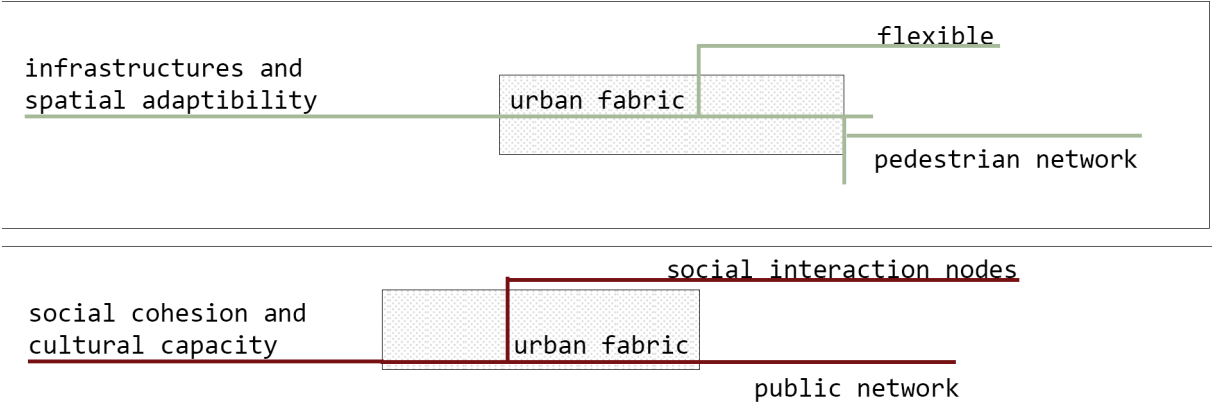 flexible
infrastructures and
spatial adaptibility
urban fabric
pedestrian network
social interaction nodes
social cohesion and
cultural capacity
urban fabric
public network